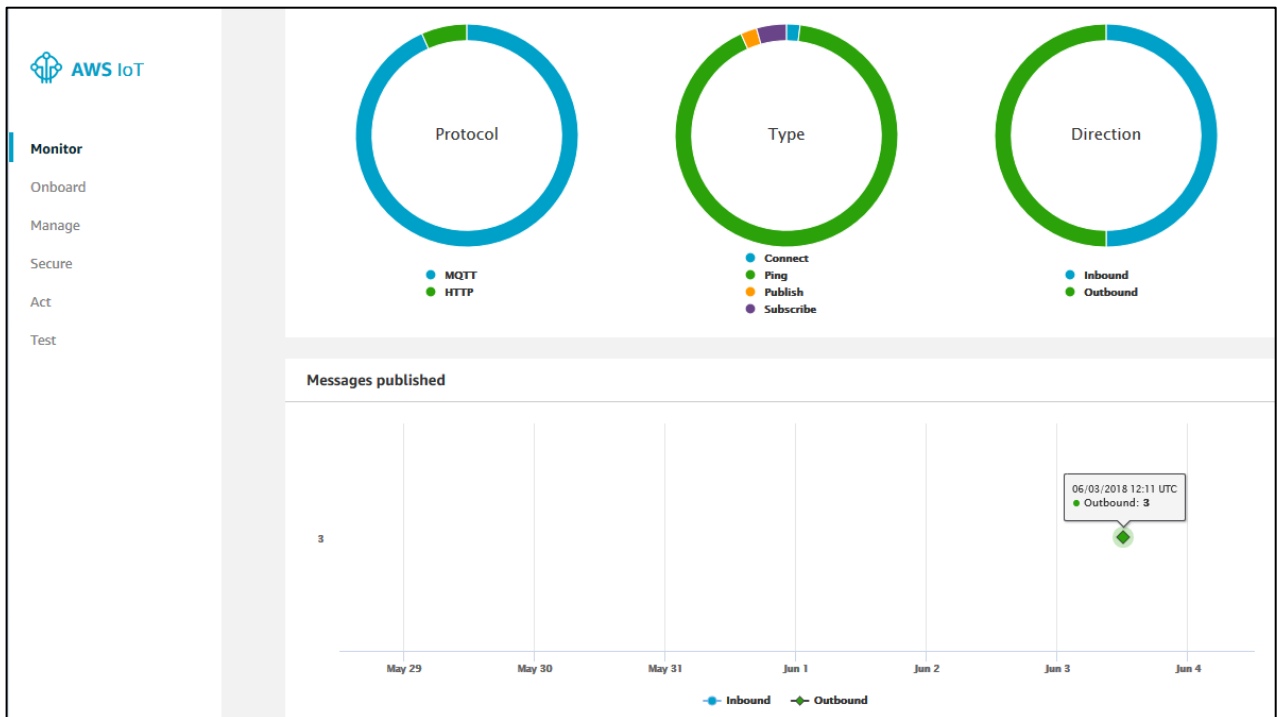 AWS IoT
Monitor
Onboard
Manage
Secure
Act
Test
Protocol
MQTT
HTTP
Type
Connect
Ping
Publish
Subscribe
Direction
Inbound
Outbound
Messages published
06/03/2018 12:11 UTC
Outbound: 3
3
May 29 May 30 May 31 Jun 1 Jun 2 Jun 3 Jun 4
Inbound Outbound